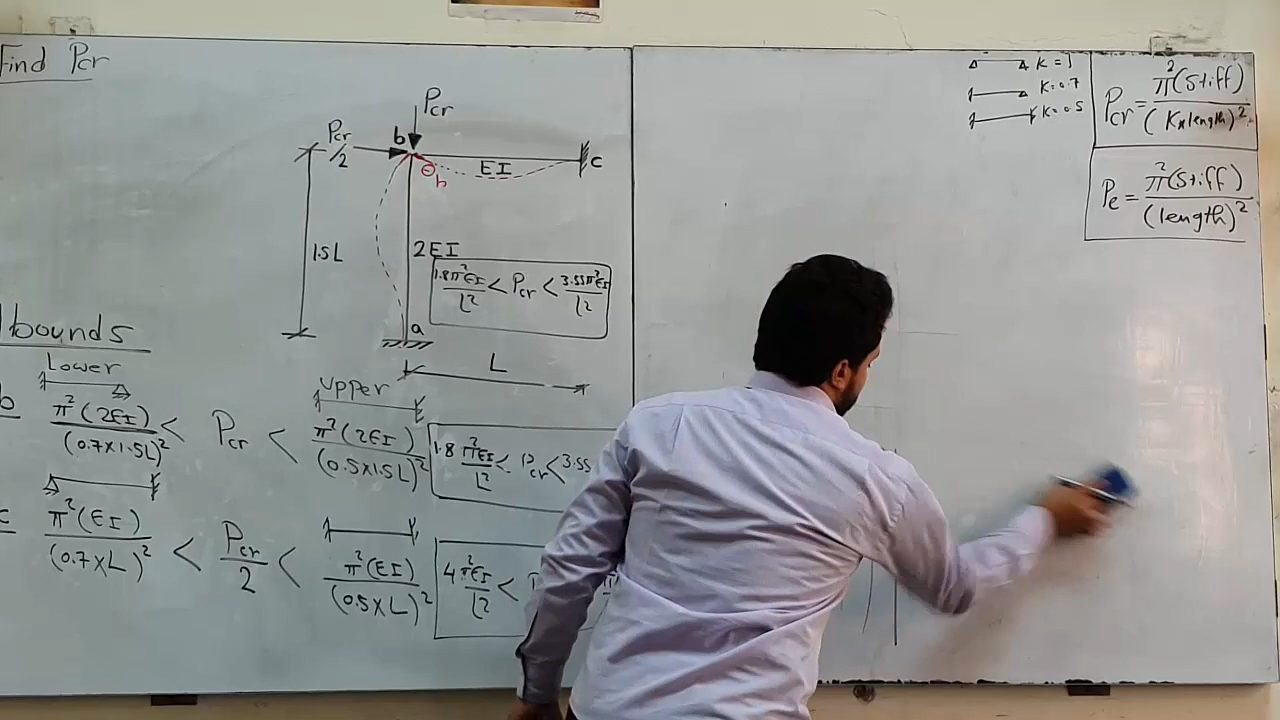 Find Pcr
Pcr
Pcr/2
b
EI
c
θb
1.5L
2EI
1.8π²EI/L² < Pcr < 3.55π²EI/L²
a
L
bounds
Lower
Upper
b π²(2EI)/(0.7×1.5L)² < Pcr < π²(2EI)/(0.5×1.5L)²
1.8 π²EI/L² < Pcr < 3.55
c π²(EI)/(0.7×L)² < Pcr/2 < π²(EI)/(0.5×L)²
4π²EI/L² <
K=1
K=0.7
K=0.5
Pcr = π²(Stiff)/(K*length)²
Pe = π²(Stiff)/(length)²